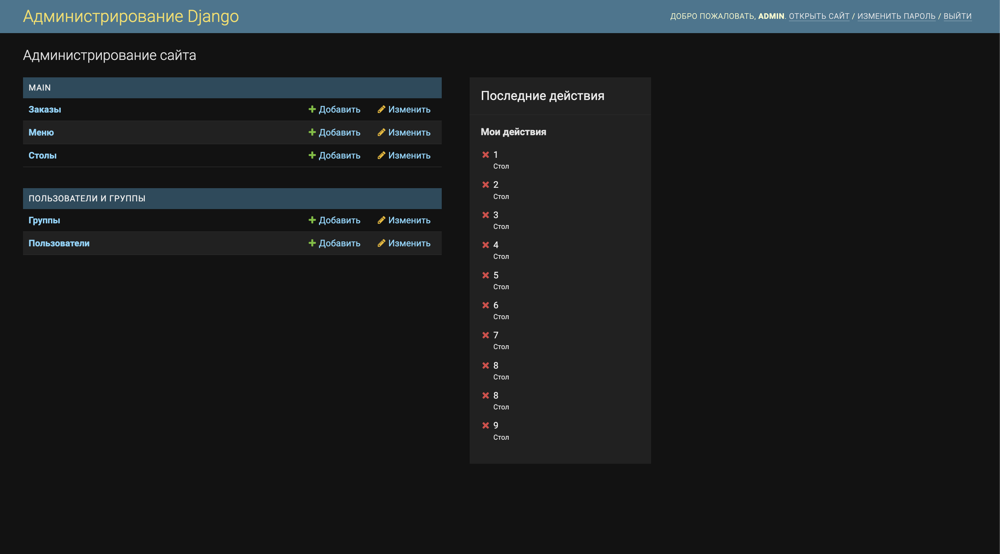 Администрирование Django
ДОБРО ПОЖАЛОВАТЬ, ADMIN. ОТКРЫТЬ САЙТ / ИЗМЕНИТЬ ПАРОЛЬ / ВЫЙТИ
Администрирование сайта
MAIN
Заказы Добавить Изменить
Меню Добавить Изменить
Столы Добавить Изменить
ПОЛЬЗОВАТЕЛИ И ГРУППЫ
Группы Добавить Изменить
Пользователи Добавить Изменить
Последние действия
Мои действия
1
Стол
2
Стол
3
Стол
4
Стол
5
Стол
6
Стол
7
Стол
8
Стол
8
Стол
9
Стол